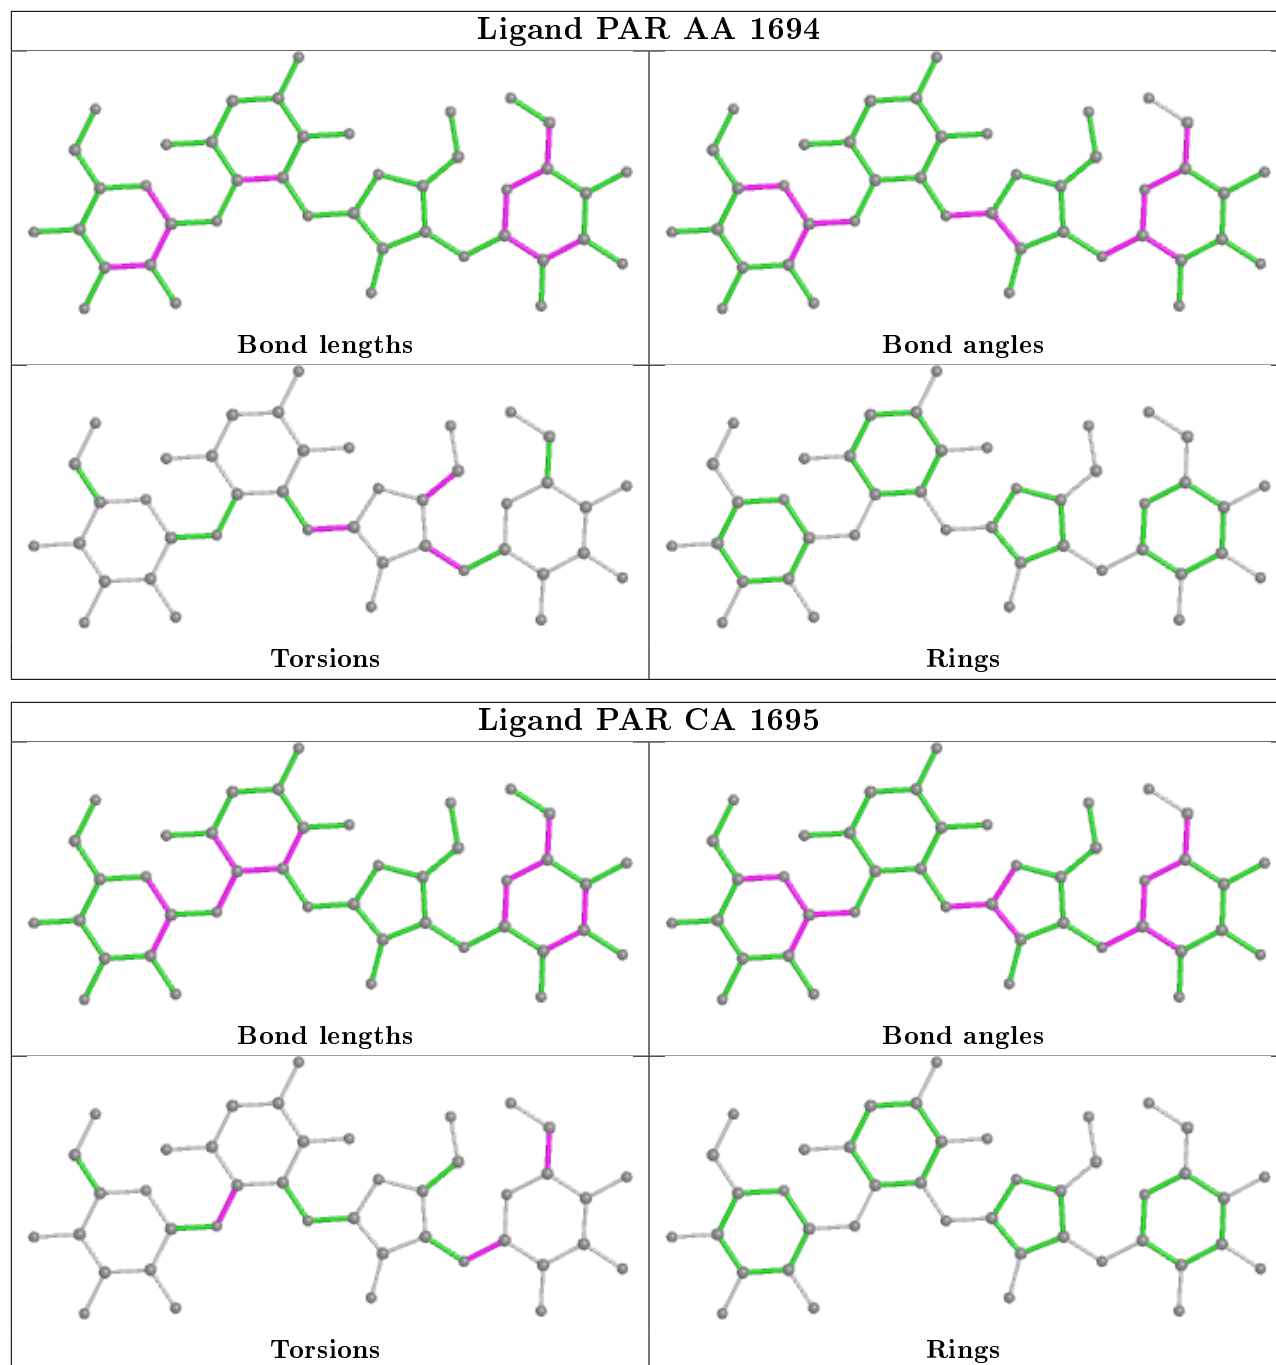 Ligand PAR AA 1694
Bond lengths
Bond angles
Torsions
Rings
Ligand PAR CA 1695
Bond lengths
Bond angles
Torsions
Rings